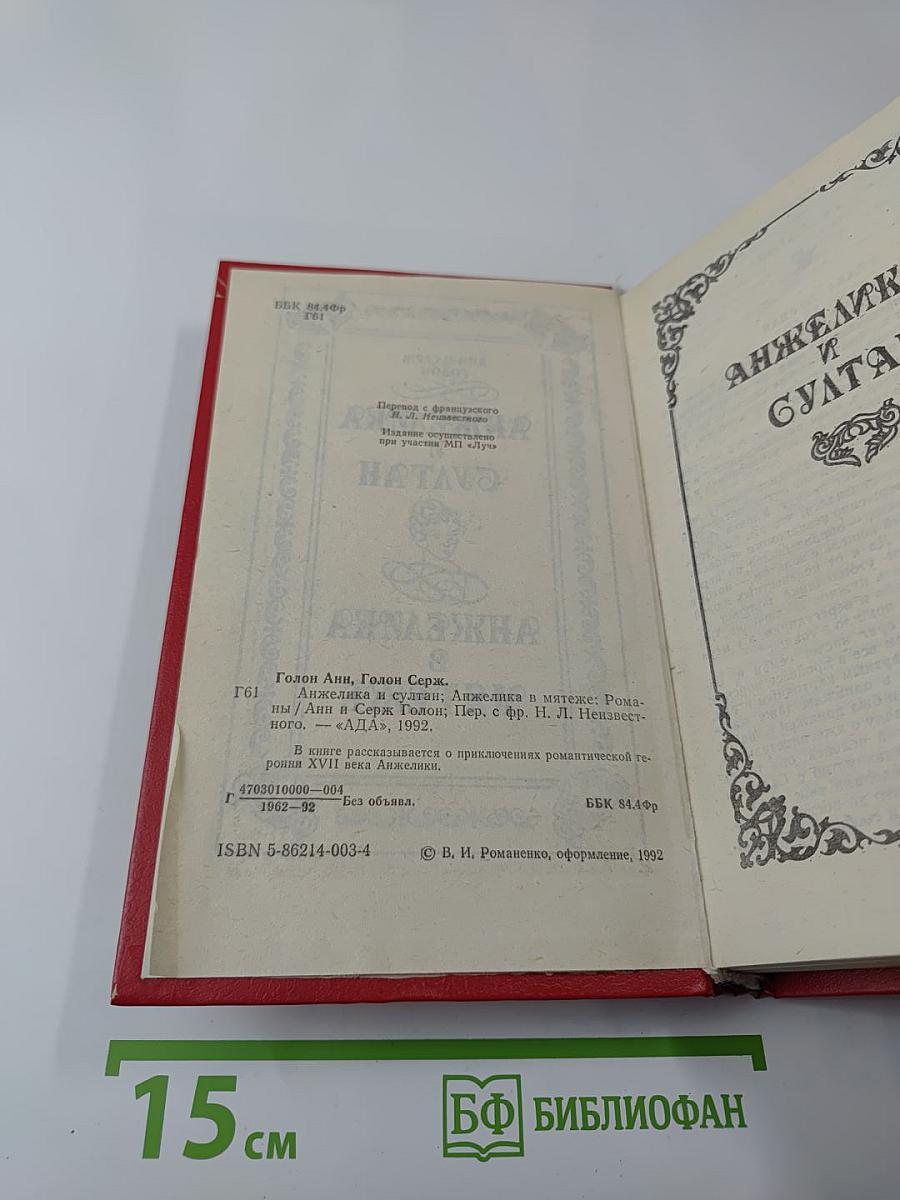 ББК 84.4Фр
Г61
Перевод с французского
Н. Л. Неизвестного
Издание осуществлено
при участии МП «Луч»
Голон Анн, Голон Серж.
Г61 Анжелика и султан; Анжелика в мятеже: Рома-
ны / Анн и Серж Голон; Пер. с фр. Н. Л. Неизвест-
ного. — «АДА», 1992.
В книге рассказывается о приключениях романтической ге-
роини XVII века Анжелики.
Г 4703010000—004
1962—92 Без объявл. ББК 84.4Фр
ISBN 5-86214-003-4 © В. И. Романенко, оформление, 1992
АНЖЕЛИК
И
СУЛТА
15 см
БФ БИБЛИОФАН